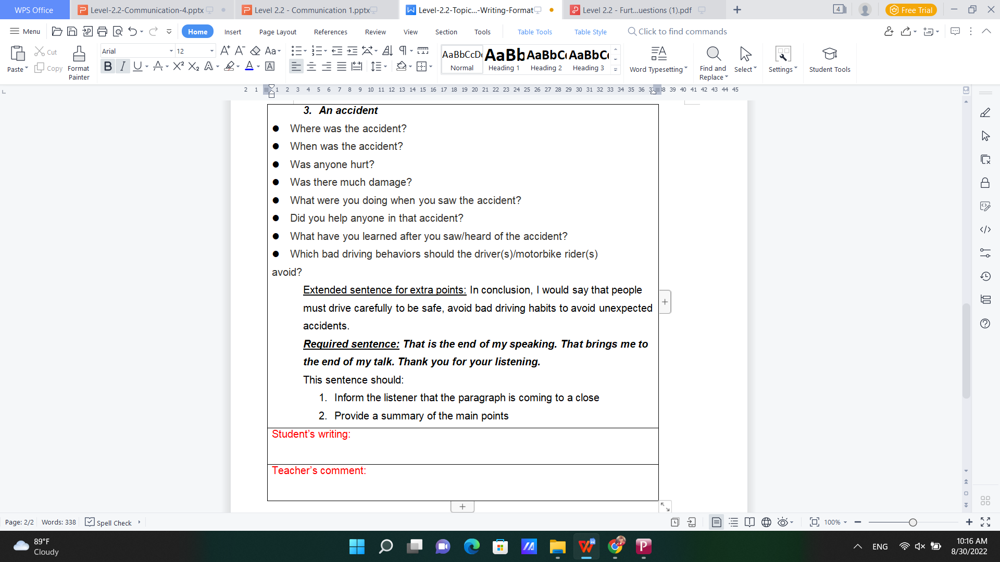 WPS Office
Level-2.2-Communication-4.pptx
Level 2.2 - Communication 1.pptx
Level-2.2-Topic...-Writing-Format
Level 2.2 - Furt...uestions (1).pdf
4
Free Trial
Menu
Home
Insert
Page Layout
References
Review
View
Section
Tools
Table Tools
Table Style
Click to find commands
Paste
Cut
Copy
Format Painter
Arial
12
AaBbCcDd
Normal
AaBb
Heading 1
AaBbC
Heading 2
AaBbC
Heading 3
Word Typesetting
Find and Replace
Select
Settings
Student Tools
2 1 1 2 3 4 5 6 7 8 9 10 11 12 13 14 15 16 17 18 19 20 21 22 23 24 25 26 27 28 29 30 31 32 33 34 35 36 37 38 39 40 41 42 43 44 45
3. An accident
● Where was the accident?
● When was the accident?
● Was anyone hurt?
● Was there much damage?
● What were you doing when you saw the accident?
● Did you help anyone in that accident?
● What have you learned after you saw/heard of the accident?
● Which bad driving behaviors should the driver(s)/motorbike rider(s)
avoid?
Extended sentence for extra points: In conclusion, I would say that people
must drive carefully to be safe, avoid bad driving habits to avoid unexpected
accidents.
Required sentence: That is the end of my speaking. That brings me to
the end of my talk. Thank you for your listening.
This sentence should:
1. Inform the listener that the paragraph is coming to a close
2. Provide a summary of the main points
Student’s writing:
Teacher’s comment:
Page: 2/2
Words: 338
Spell Check
100%
89°F
Cloudy
ENG
10:16 AM
8/30/2022